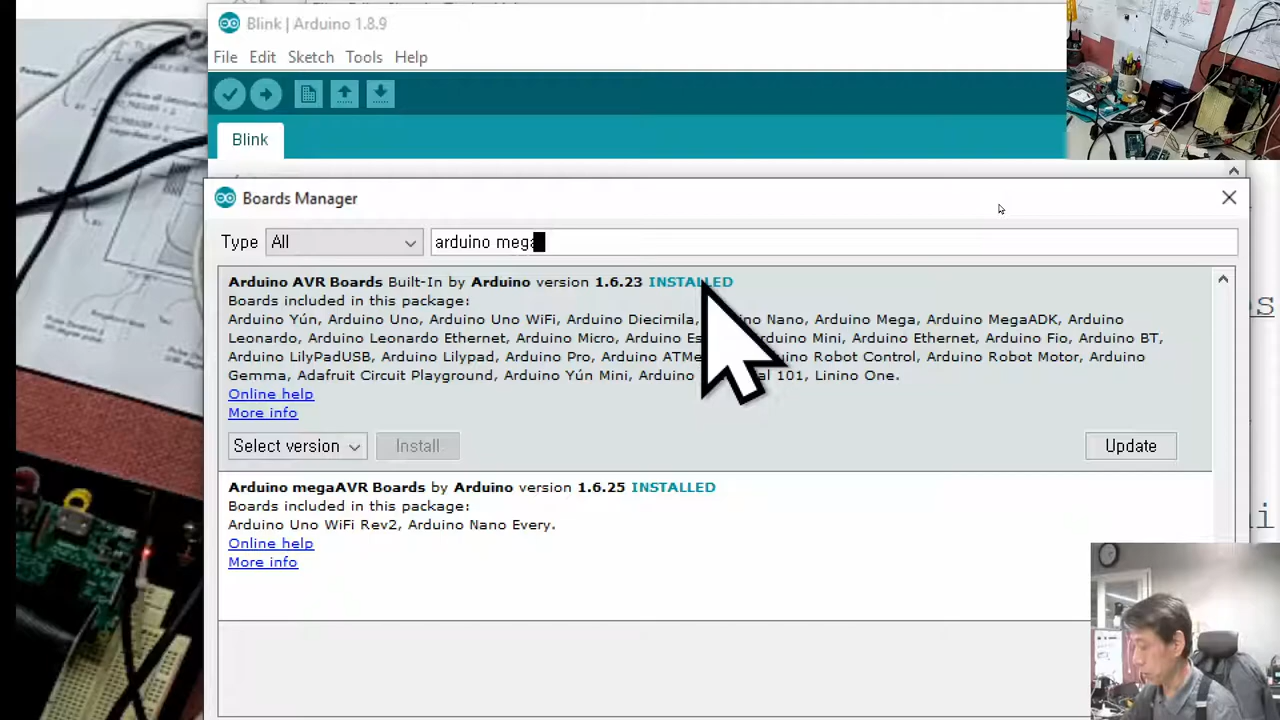 Blink | Arduino 1.8.9
File Edit Sketch Tools Help
Blink
Boards Manager
Type All arduino mega
Arduino AVR Boards Built-In by Arduino version 1.6.23 INSTALLED
Boards included in this package:
Arduino Yún, Arduino Uno, Arduino Uno WiFi, Arduino Diecimila, Nano, Arduino Mega, Arduino MegaADK, Arduino
Leonardo, Arduino Leonardo Ethernet, Arduino Micro, Arduino Mini, Arduino Ethernet, Arduino Fio, Arduino BT,
Arduino LilyPadUSB, Arduino Lilypad, Arduino Pro, Arduino Robot Control, Arduino Robot Motor, Arduino
Gemma, Adafruit Circuit Playground, Arduino Yún Mini, Arduino 101, Linino One.
Online help
More info
Select version Install Update
Arduino megaAVR Boards by Arduino version 1.6.25 INSTALLED
Boards included in this package:
Arduino Uno WiFi Rev2, Arduino Nano Every.
Online help
More info